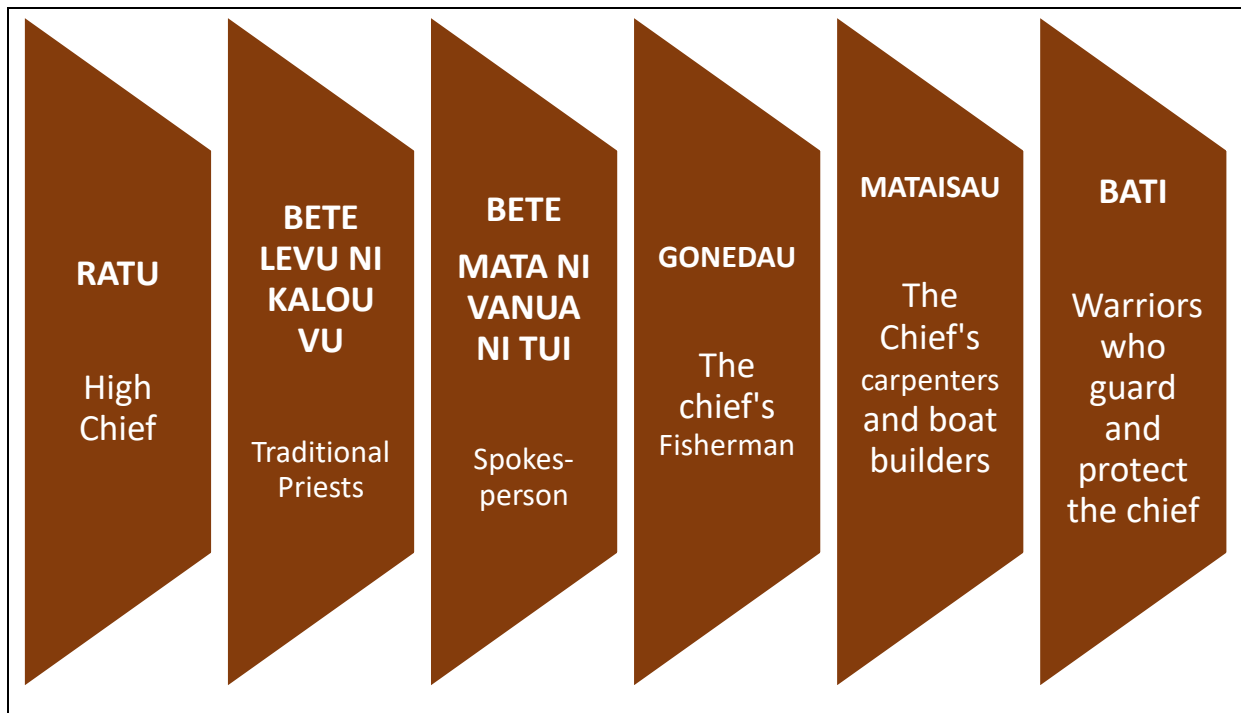 RATU
High
Chief
BETE
LEVU NI
KALOU
VU
Traditional
Priests
BETE
MATA NI
VANUA
NI TUI
Spokes-
person
GONEDAU
The
chief's
Fisherman
MATAISAU
The
Chief's
carpenters
and boat
builders
BATI
Warriors
who
guard
and
protect
the chief